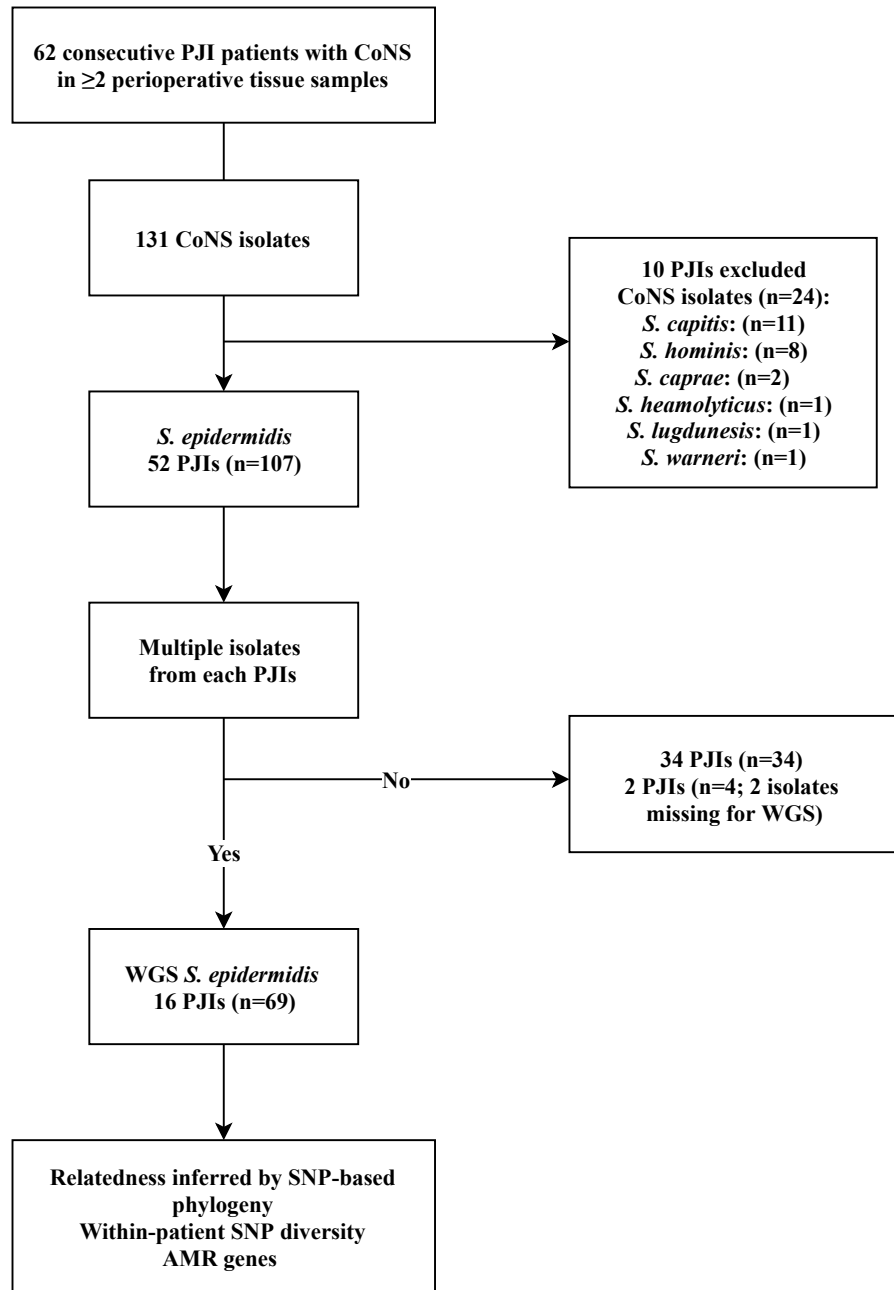 62 consecutive PJI patients with CoNS
in ≥2 perioperative tissue samples
131 CoNS isolates
10 PJIs excluded
CoNS isolates (n=24):
S. capitis: (n=11)
S. hominis: (n=8)
S. caprae: (n=2)
S. heamolyticus: (n=1)
S. lugdunesis: (n=1)
S. warneri: (n=1)
S. epidermidis
52 PJIs (n=107)
Multiple isolates
from each PJIs
No
34 PJIs (n=34)
2 PJIs (n=4; 2 isolates
missing for WGS)
Yes
WGS S. epidermidis
16 PJIs (n=69)
Relatedness inferred by SNP-based
phylogeny
Within-patient SNP diversity
AMR genes